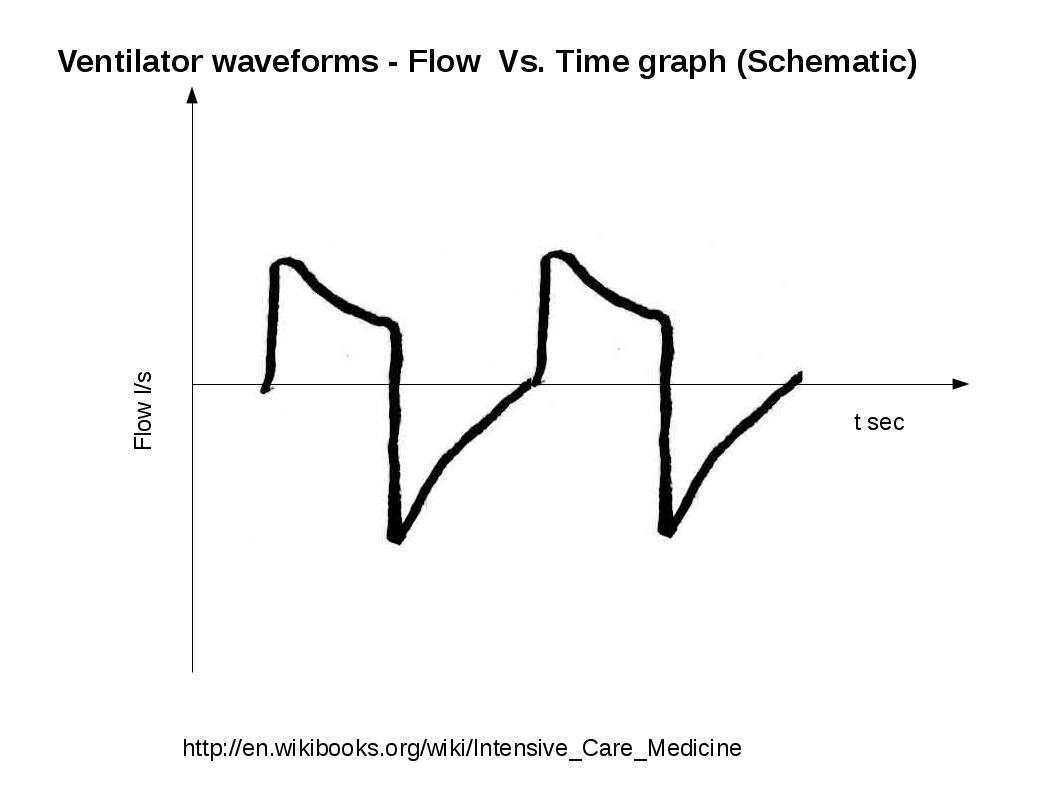 Ventilator waveforms - Flow  Vs. Time graph (Schematic)
Flow l/s
t sec
http://en.wikibooks.org/wiki/Intensive_Care_Medicine